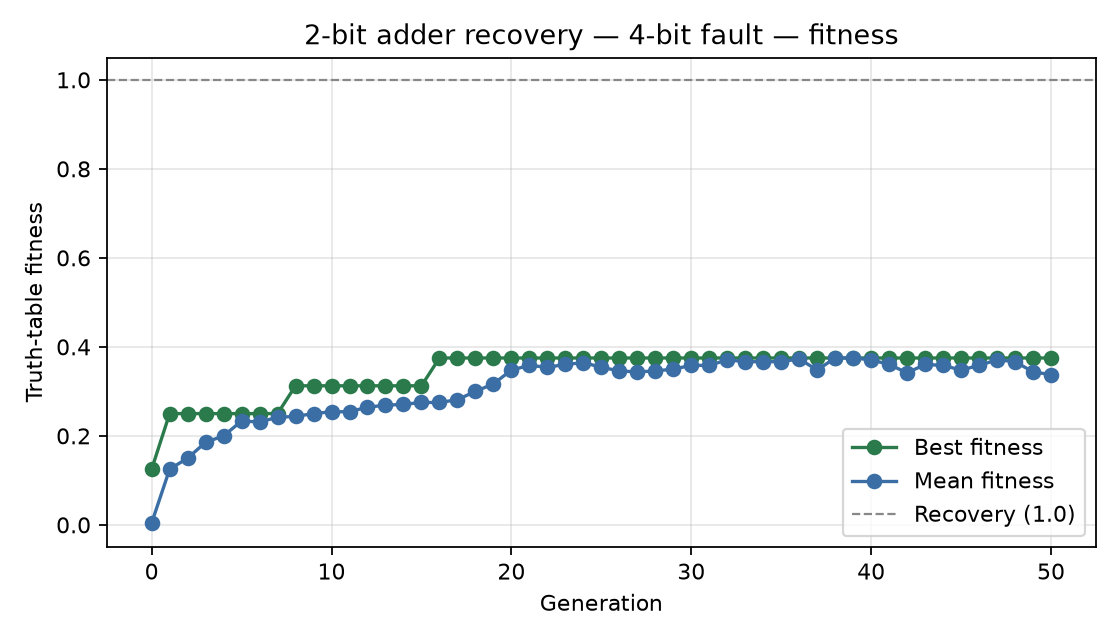 2-bit adder recovery — 4-bit fault — fitness
1.0
0.8
0.6
0.4
0.2
0.0
Truth-table fitness
Best fitness
Mean fitness
Recovery (1.0)
0 10 20 30 40 50
Generation